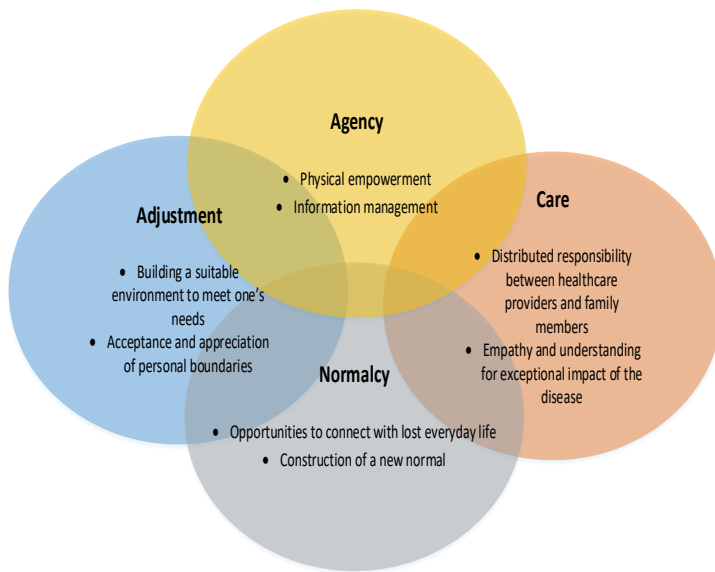 Agency
• Physical empowerment
• Information management
Adjustment
• Building a suitable
environment to meet one's
needs
• Acceptance and appreciation
of personal boundaries
Care
• Distributed responsibility
between healthcare
providers and family
members
• Empathy and understanding
for exceptional impact of the
disease
Normalcy
• Opportunities to connect with lost everyday life
• Construction of a new normal